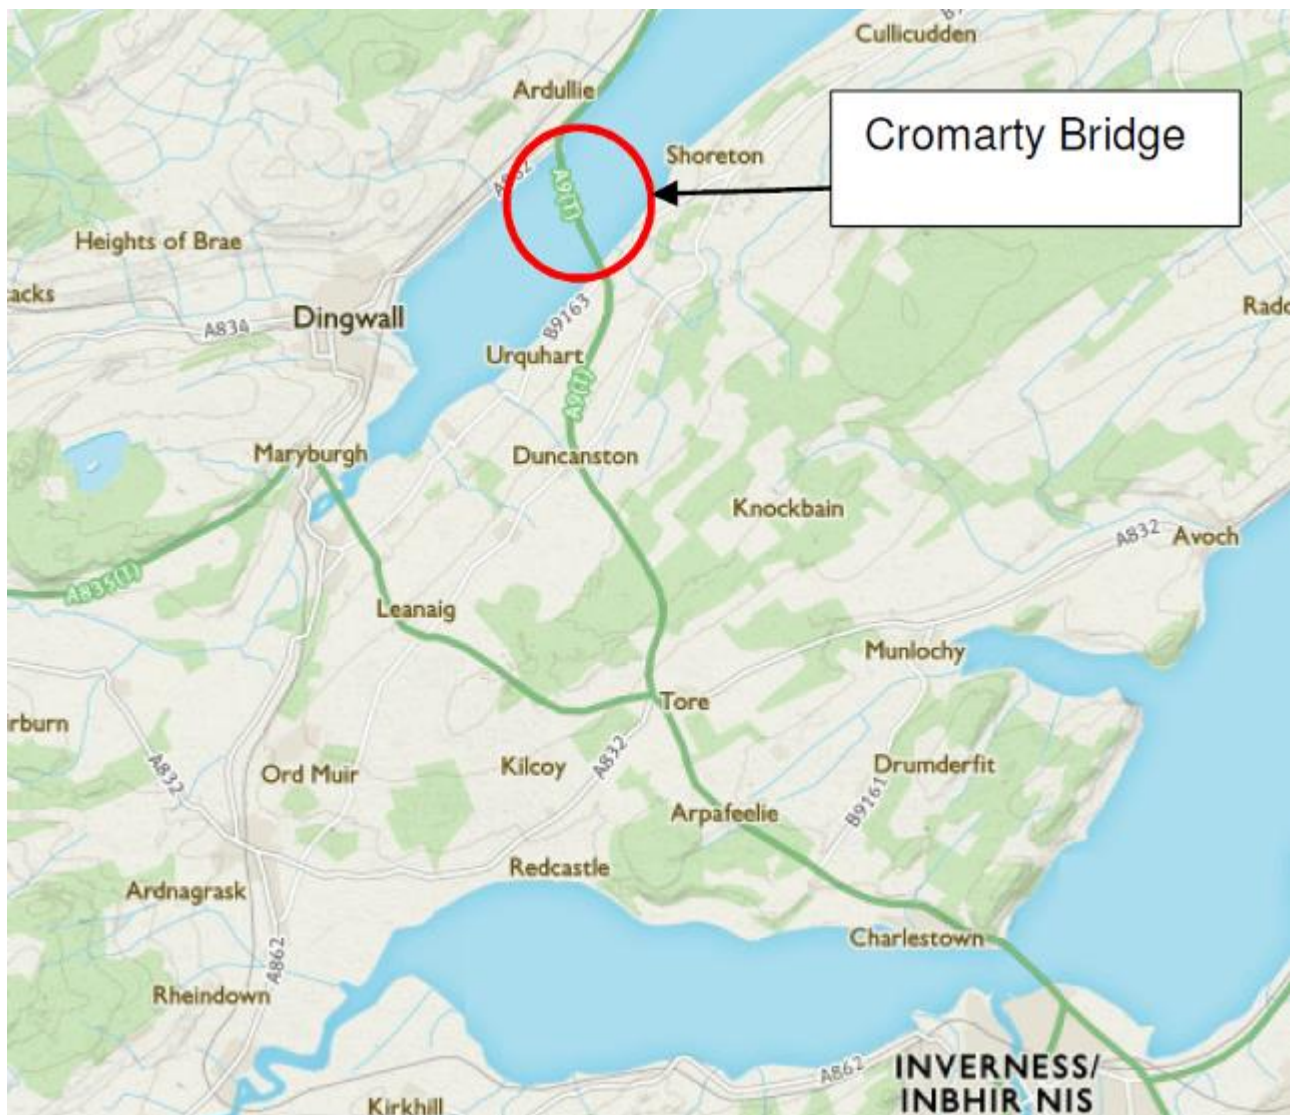 Cullicudden
Ardullie
Cromarty Bridge
Shoreton
A9(T)
Heights of Brae
acks
Rado
A834
Dingwall
B9163
Urquhart
A9(T)
Maryburgh
Duncanston
Knockbain
A832
Avoch
A835(T)
Leanaig
Munlochy
Tore
irburn
A832
Ord Muir
Kilcoy
A832
Drumderfit
B9161
Arpafeelie
Redcastle
Ardnagrask
Charlestown
A862
Rheindown
A862
INVERNESS/
INBHIR NIS
Kirkhill